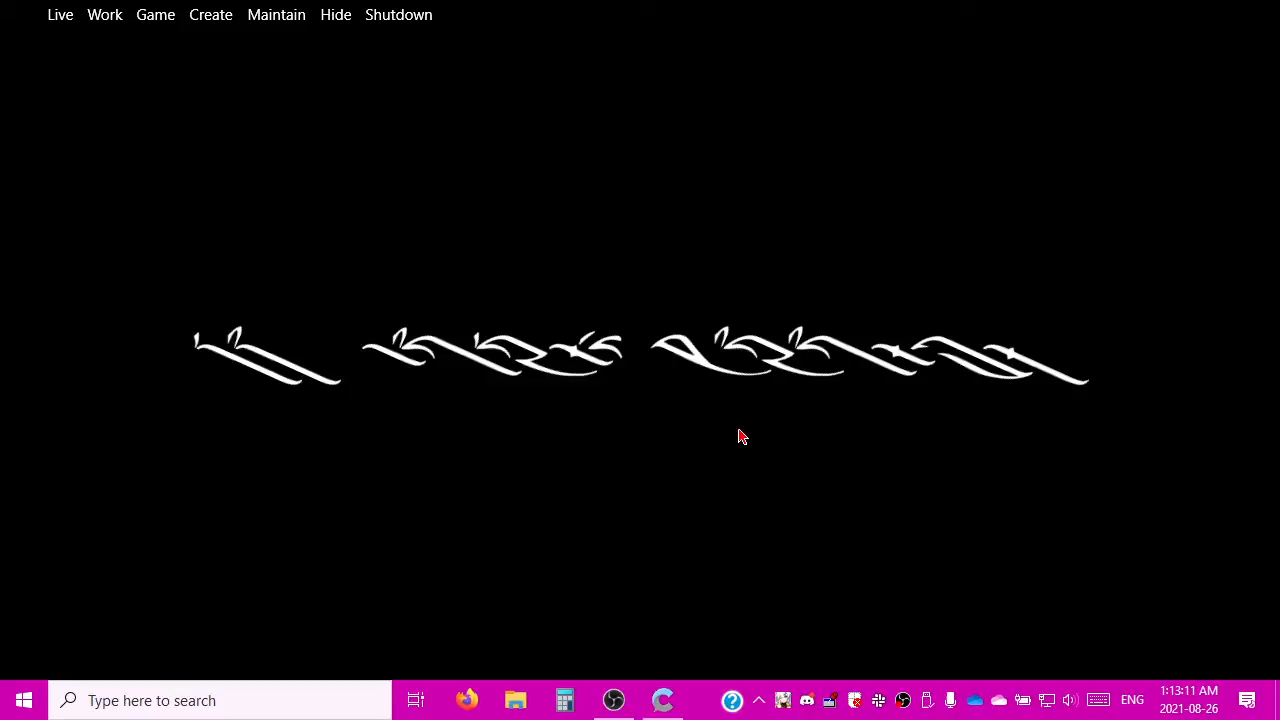 Live Work Game Create Maintain Hide Shutdown
Type here to search
ENG
1:13:11 AM
2021-08-26